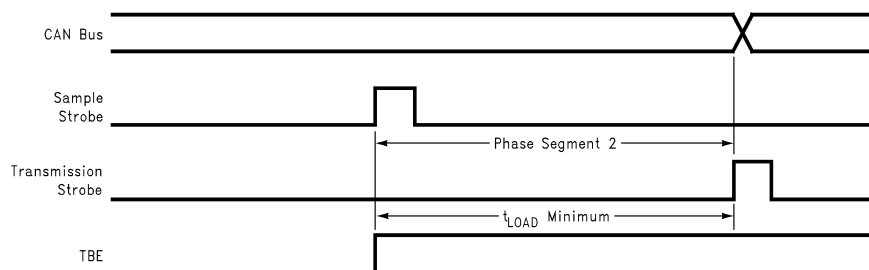 CAN Bus
Sample
Strobe
Phase Segment 2
Transmission
Strobe
tLOAD Minimum
TBE